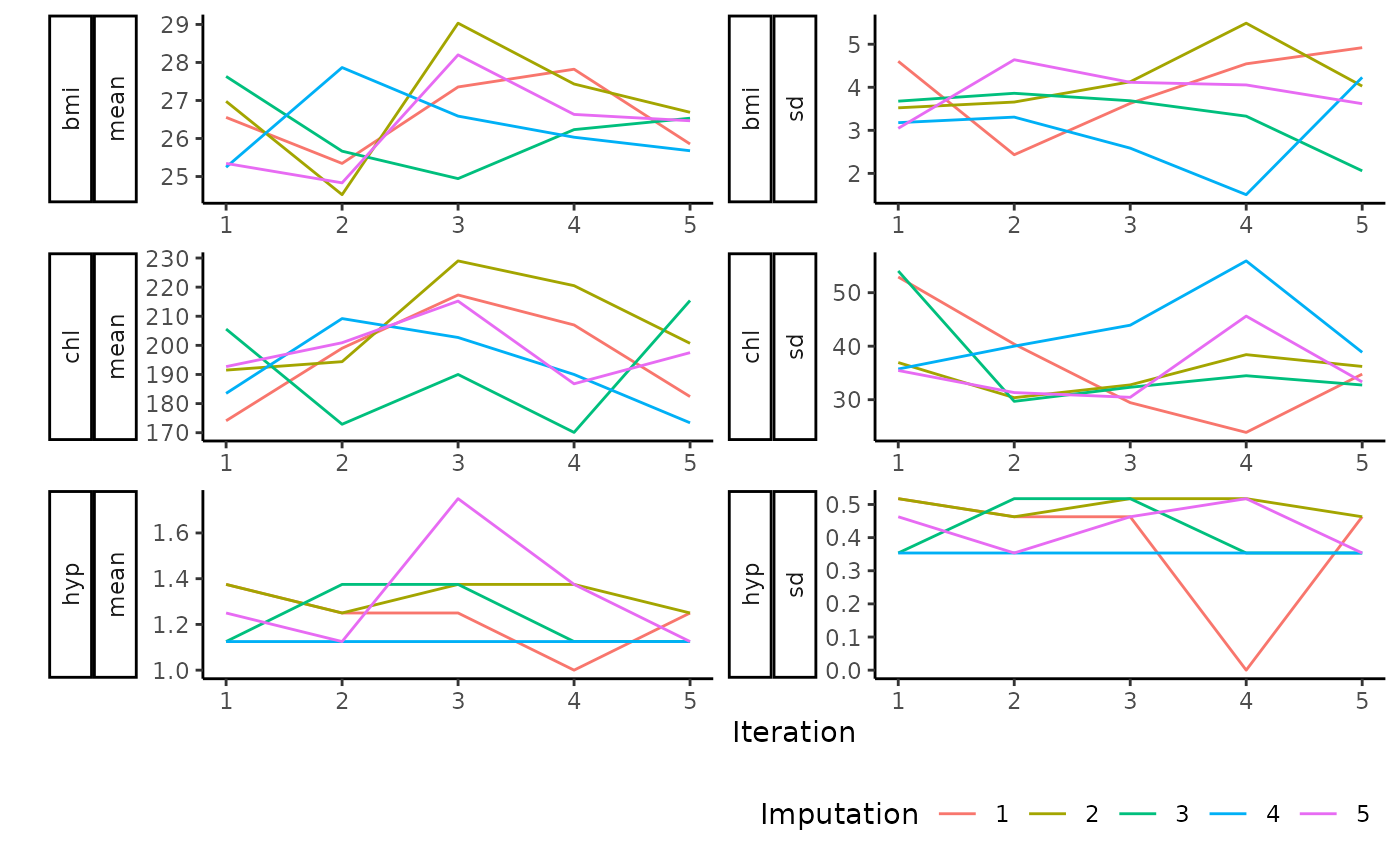 bmi mean 29 28 27 26 25
1 2 3 4 5
bmi sd 5 4 3 2
1 2 3 4 5
chl mean 230 220 210 200 190 180 170
1 2 3 4 5
chl sd 50 40 30
1 2 3 4 5
hyp mean 1.6 1.4 1.2 1.0
1 2 3 4 5
hyp sd 0.5 0.4 0.3 0.2 0.1 0.0
1 2 3 4 5
Iteration
Imputation 1 2 3 4 5